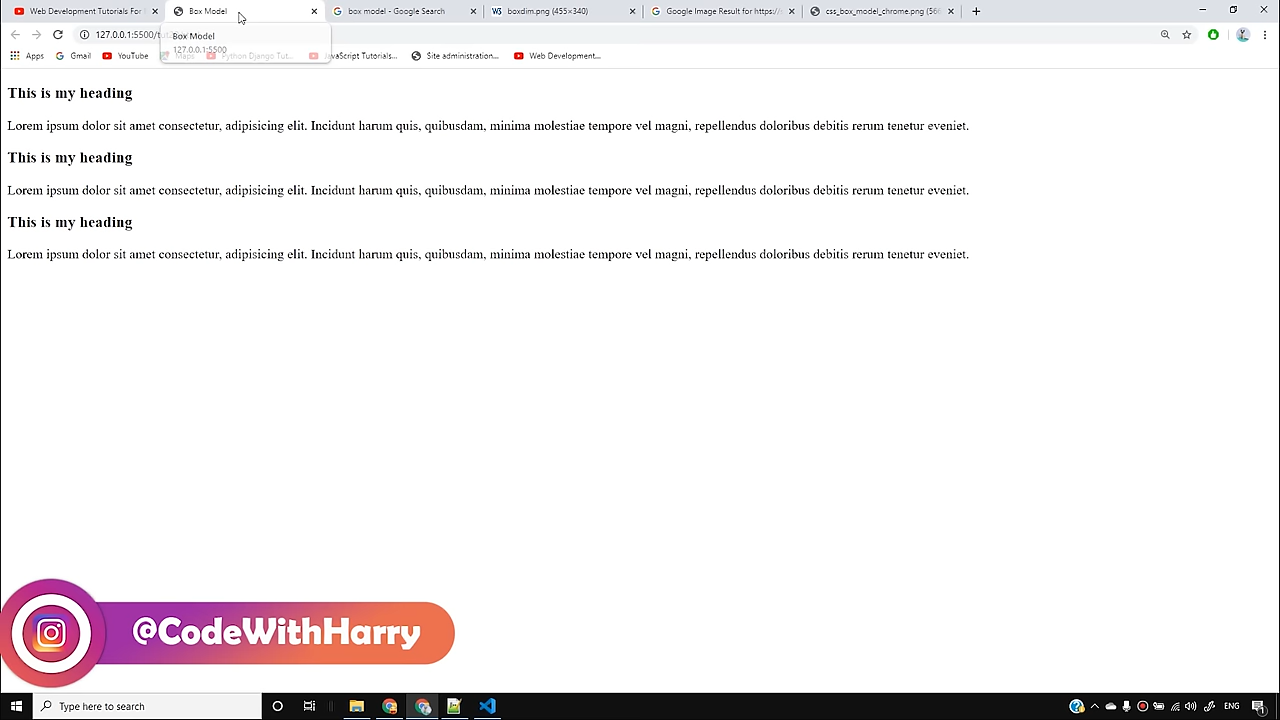 Web Development Tutorials For
Box Model
box model - Google Search
boxdim.png (455×340)
Google Image Result for https://
css_box_model_chrome.png (566
127.0.0.1:5500/tut
Box Model
127.0.0.1:5500
Apps
Gmail
YouTube
Maps
Python Django Tut...
JavaScript Tutorials...
Site administration...
Web Development...
This is my heading
Lorem ipsum dolor sit amet consectetur, adipisicing elit. Incidunt harum quis, quibusdam, minima molestiae tempore vel magni, repellendus doloribus debitis rerum tenetur eveniet.
This is my heading
Lorem ipsum dolor sit amet consectetur, adipisicing elit. Incidunt harum quis, quibusdam, minima molestiae tempore vel magni, repellendus doloribus debitis rerum tenetur eveniet.
This is my heading
Lorem ipsum dolor sit amet consectetur, adipisicing elit. Incidunt harum quis, quibusdam, minima molestiae tempore vel magni, repellendus doloribus debitis rerum tenetur eveniet.
@CodeWithHarry
Type here to search
ENG